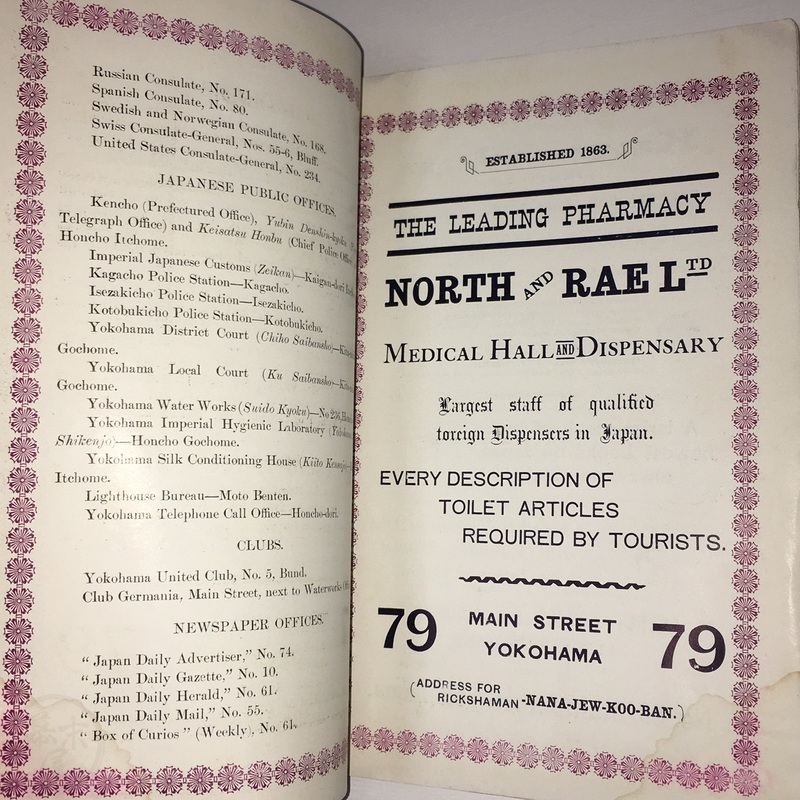 Russian Consulate, No. 171.
Spanish Consulate, No. 80.
Swedish and Norwegian Consulate, No. 168.
Swiss Consulate-General, Nos. 55-6, Bluff.
United States Consulate-General, No. 234.
JAPANESE PUBLIC OFFICES.
Kencho (Prefectured Office), Yubin Denshin-kyoku
Telegraph Office) and Keisatsu Honbu (Chief Police Office
Honcho Itchome.
Imperial Japanese Customs (Zeikan)—Kaigan-dori
Kagacho Police Station—Kagacho.
Isezakicho Police Station—Isezakicho.
Kotobukicho Police Station—Kotobukicho.
Yokohama District Court (Chiho Saibansho)—
Gochome.
Yokohama Local Court (Ku Saibansho—
Gochome.
Yokohama Water Works (Suido Kyoku)—No 236,
Yokohama Imperial Hygienic Laboratory
Shikenjo)—Honcho Gochome.
Yokohama Silk Conditioning House (Kiito
Itchome.
Lighthouse Bureau—Moto Benten.
Yokohama Telephone Call Office—Honcho-dori.
CLUBS.
Yokohama United Club, No. 5, Bund.
Club Germania, Main Street, next to Waterworks
NEWSPAPER OFFICES.
" Japan Daily Advertiser," No. 74.
" Japan Daily Gazette," No. 10.
" Japan Daily Herald," No. 61.
" Japan Daily Mail," No. 55.
" Box of Curios " (Weekly), No. 61.
ESTABLISHED 1863.
THE LEADING PHARMACY
NORTH AND RAE LTD
MEDICAL HALL AND DISPENSARY
Largest staff of qualified
foreign Dispensers in Japan.
EVERY DESCRIPTION OF
TOILET ARTICLES
REQUIRED BY TOURISTS.
79 MAIN STREET 79
YOKOHAMA
(ADDRESS FOR
RICKSHAMAN-NANA-JEW-KOO-BAN.)